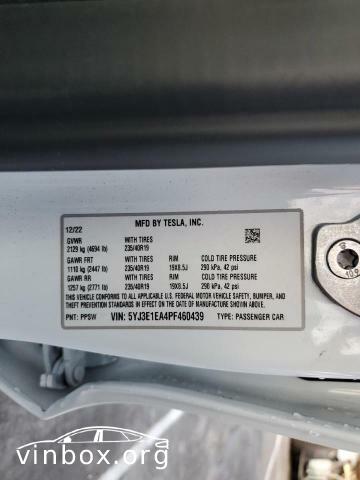 MFD BY TESLA, INC.
12/22
GVWR WITH TIRES
2129 kg (4694 lb) 235/40R19
GAWR FRT WITH TIRES RIM COLD TIRE PRESSURE
1110 kg (2447 lb) 235/40R19 19X8.5J 290 kPa, 42 psi
GAWR RR WITH TIRES RIM COLD TIRE PRESSURE
1257 kg (2771 lb) 235/40R19 19X8.5J 290 kPa, 42 psi
THIS VEHICLE CONFORMS TO ALL APPLICABLE U.S. FEDERAL MOTOR VEHICLE SAFETY, BUMPER, AND
THEFT PREVENTION STANDARDS IN EFFECT ON THE DATE OF MANUFACTURE SHOWN ABOVE.
PNT: PPSW VIN: 5YJ3E1EA4PF460439 TYPE: PASSENGER CAR
10.9
vinbox.org